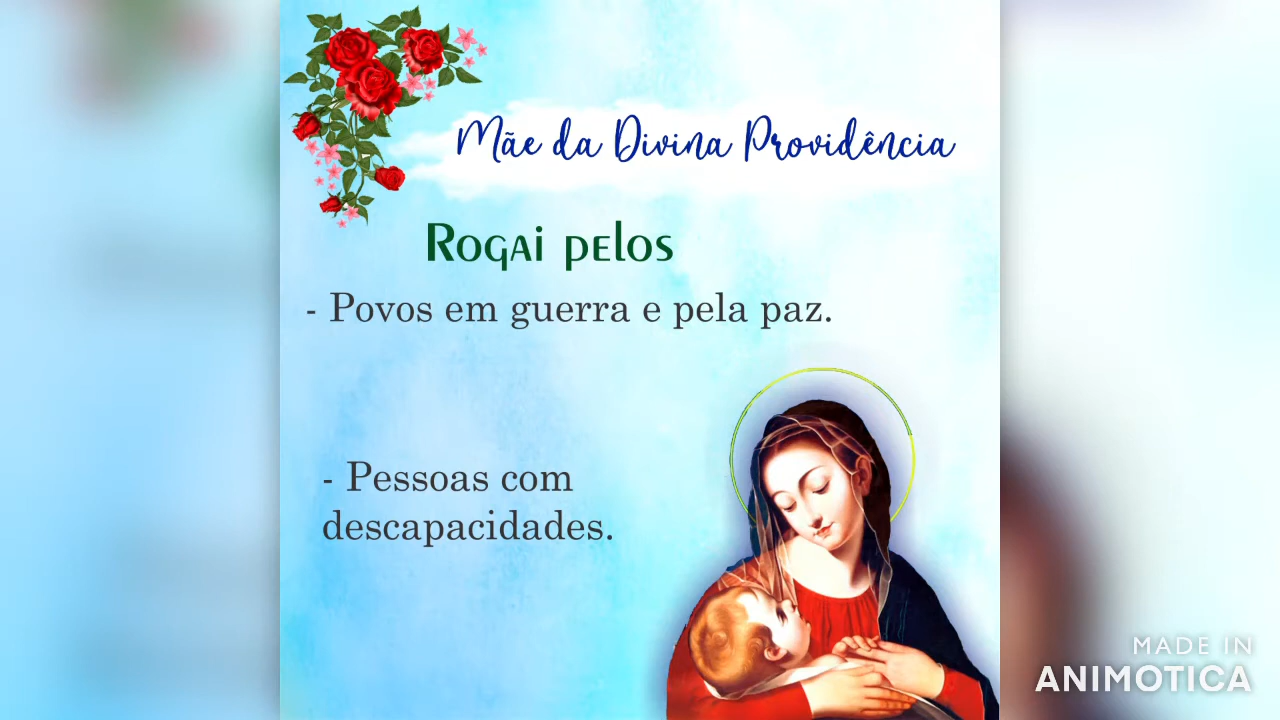 Mãe da Divina Providência
Rogai pelos
- Povos em guerra e pela paz.
- Pessoas com
descapacidades.
MADE IN
ANIMOTICA